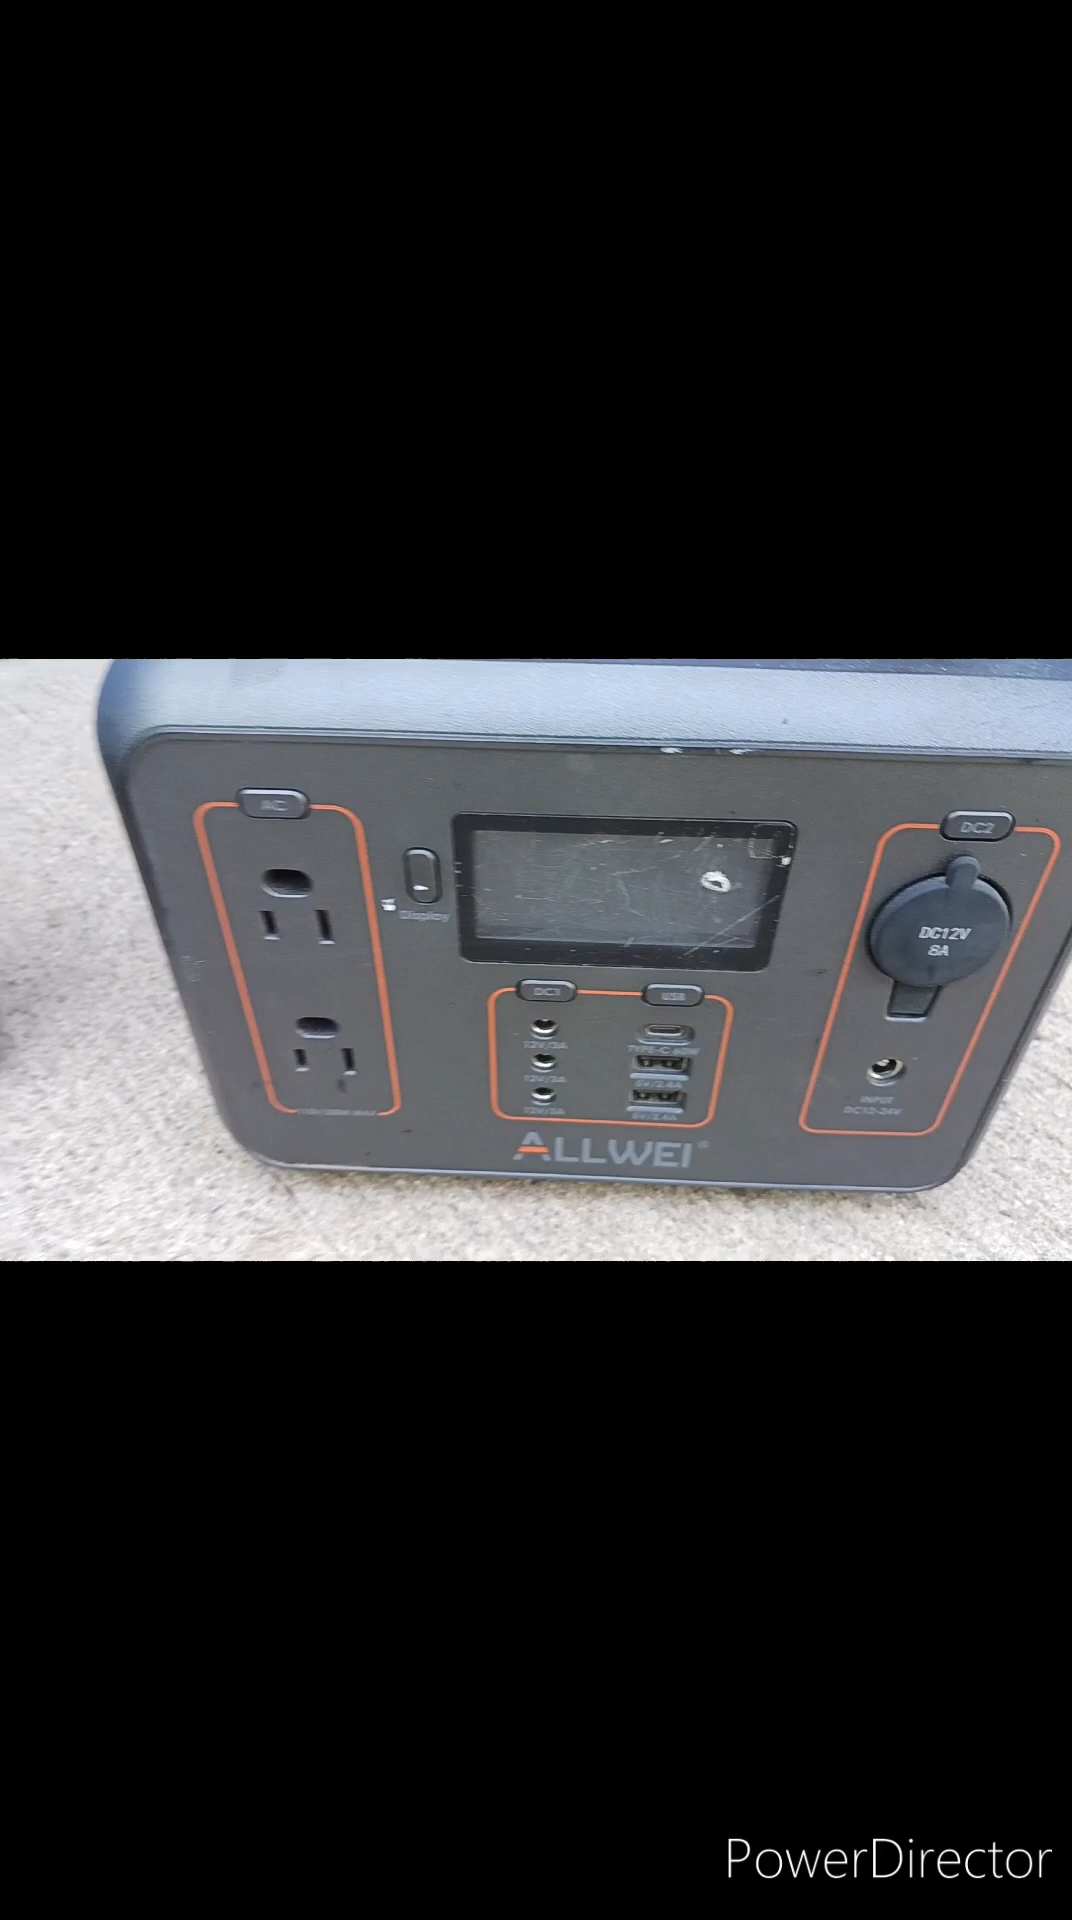 AC
Display
DC1
USB
DC2
DC12V
8A
12V/3A
12V/3A
12V/3A
TYPE-C 60W
5V/2.4A
5V/2.4A
INPUT
DC12-24V
ALLWEI
PowerDirector